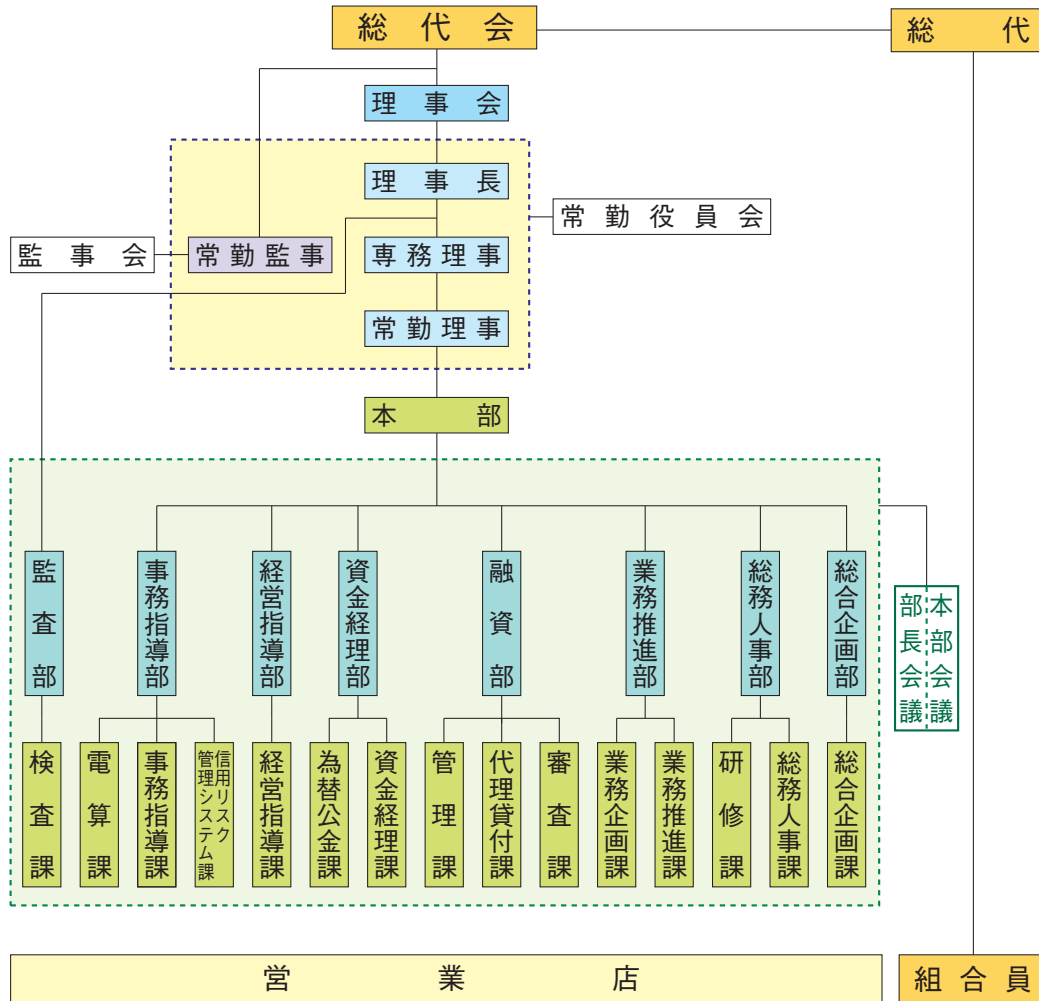 総代会
総代
理事会
理事長
常勤役員会
監事会
常勤監事
専務理事
常勤理事
本部
監査部
事務指導部
経営指導部
資金経理部
融資部
業務推進部
総務人事部
総合企画部
本部会議
部長会議
検査課
電算課
事務指導課
信用リスク
管理システム課
経営指導課
為替公金課
資金経理課
管理課
代理貸付課
審査課
業務企画課
業務推進課
研修課
総務人事課
総合企画課
営業店
組合員